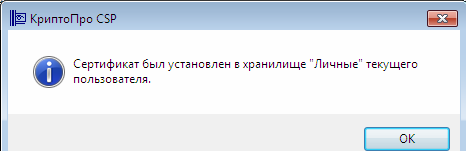 КриптоПро CSP
Сертификат был установлен в хранилище "Личные" текущего
пользователя.
OK